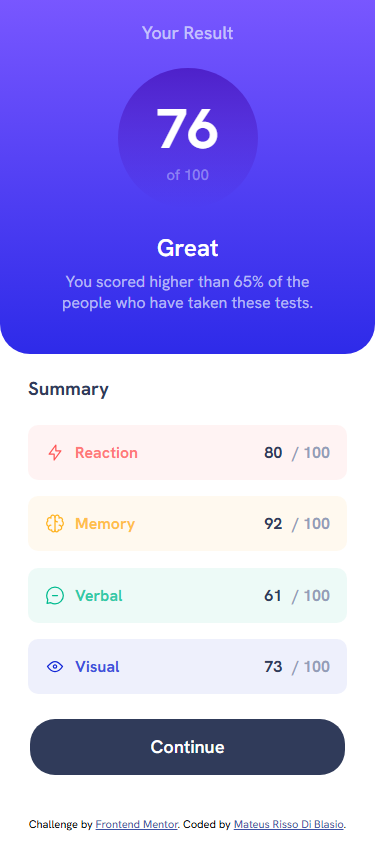 Your Result
76
of 100
Great
You scored higher than 65% of the
people who have taken these tests.
Summary
Reaction 80 / 100
Memory 92 / 100
Verbal 61 / 100
Visual 73 / 100
Continue
Challenge by Frontend Mentor. Coded by Mateus Risso Di Blasio.